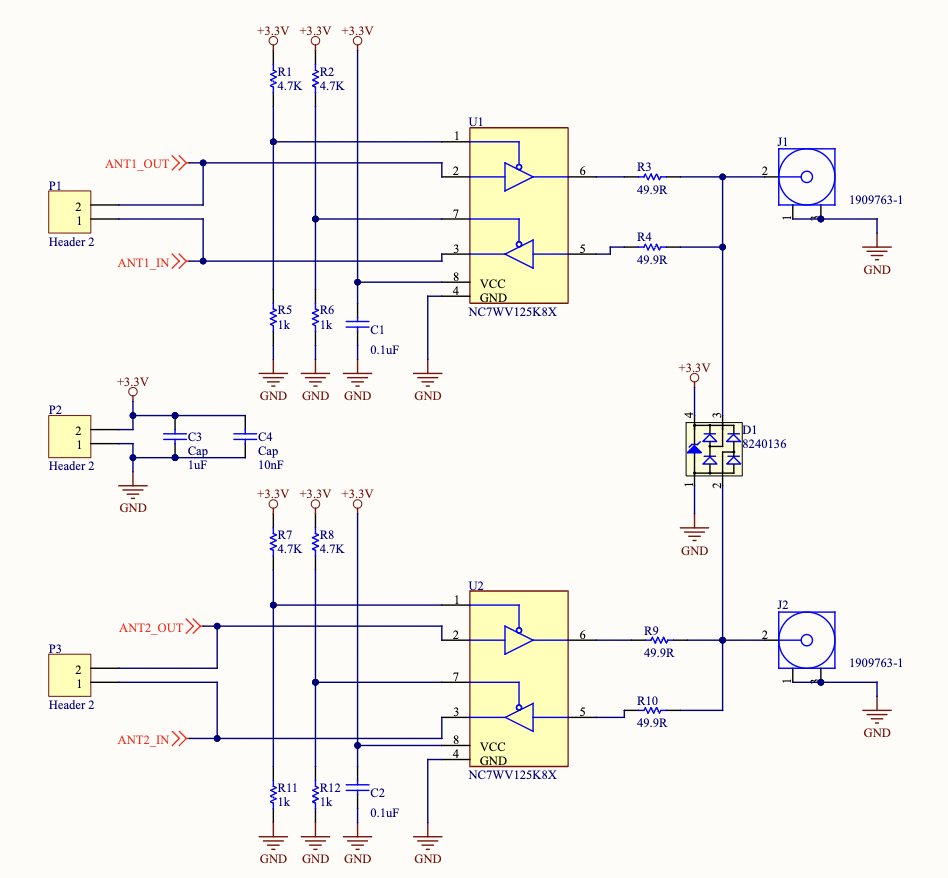 +3.3V +3.3V +3.3V
R1 R2
4.7K 4.7K
U1
J1
1
ANT1_OUT
2 6 R3 2
49.9R
P1
2
1
Header 2
1909763-1
1
7
R4
ANT1_IN
3 5
49.9R
GND
8 VCC
4 GND
NC7WV125K8X
R5 R6
1k 1k
C1
0.1uF
GND GND GND GND
+3.3V
+3.3V
P2
2
1
Header 2
C3 C4
Cap Cap
1uF 10nF
4 3
D1
8240136
1 2
GND
+3.3V +3.3V +3.3V
GND
R7 R8
4.7K 4.7K
U2
J2
1
ANT2_OUT
2 6 R9 2
49.9R
P3
2
1
Header 2
1909763-1
1
7
R10
3 5
49.9R
ANT2_IN
GND
8 VCC
4 GND
NC7WV125K8X
R11 R12
1k 1k
C2
0.1uF
GND GND GND GND